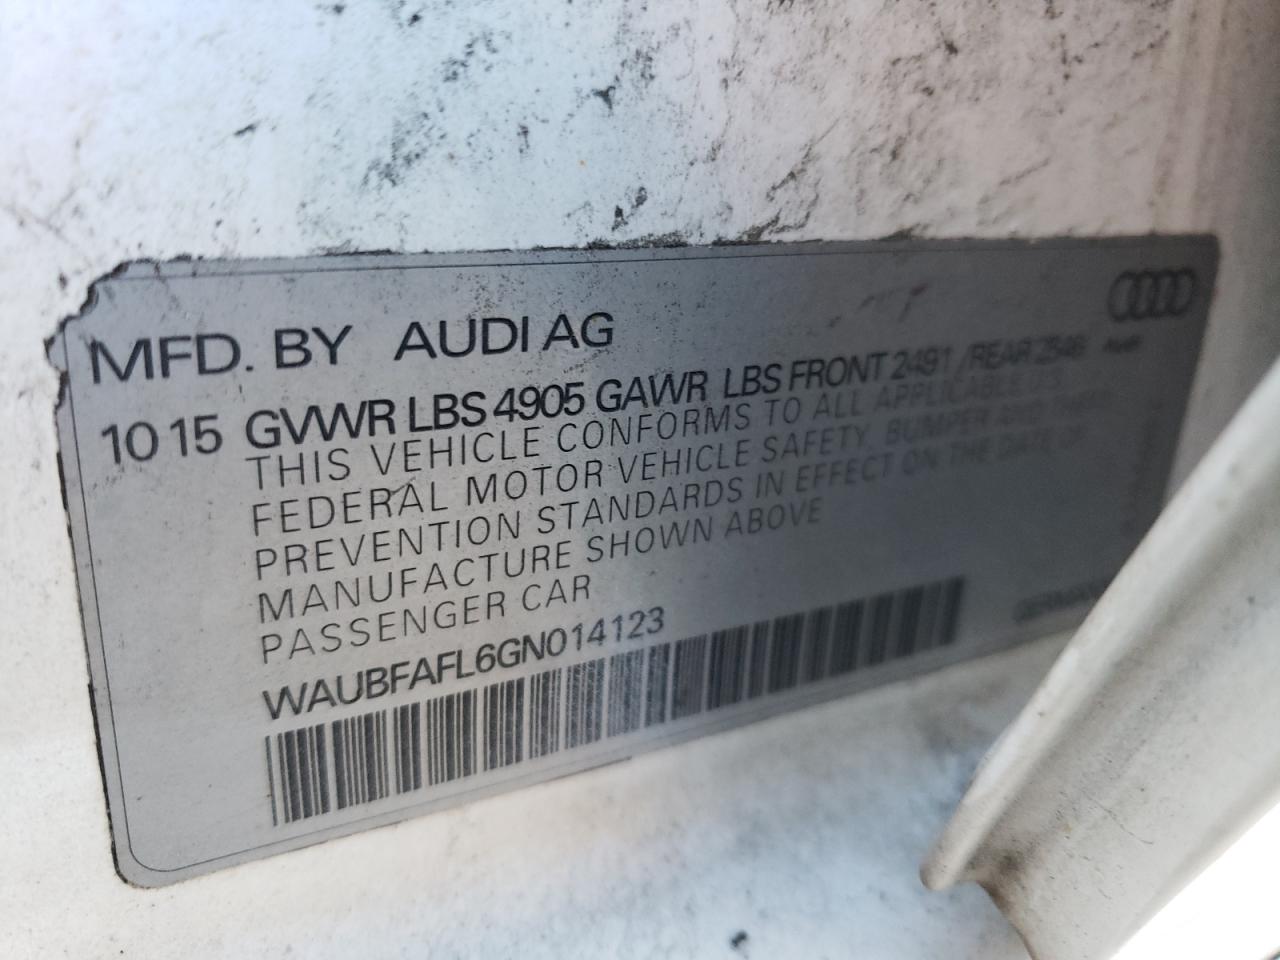 MFD. BY AUDI AG
10 15 GVWR LBS 4905 GAWR LBS FRONT 2491 /REAR 2546 Audi
THIS VEHICLE CONFORMS TO ALL APPLICABLE
FEDERAL MOTOR VEHICLE SAFETY, BUMPER AND THEFT
PREVENTION STANDARDS IN EFFECT ON THE DATE OF
MANUFACTURE SHOWN ABOVE
PASSENGER CAR
WAUBFAFL6GN014123
GERMANY